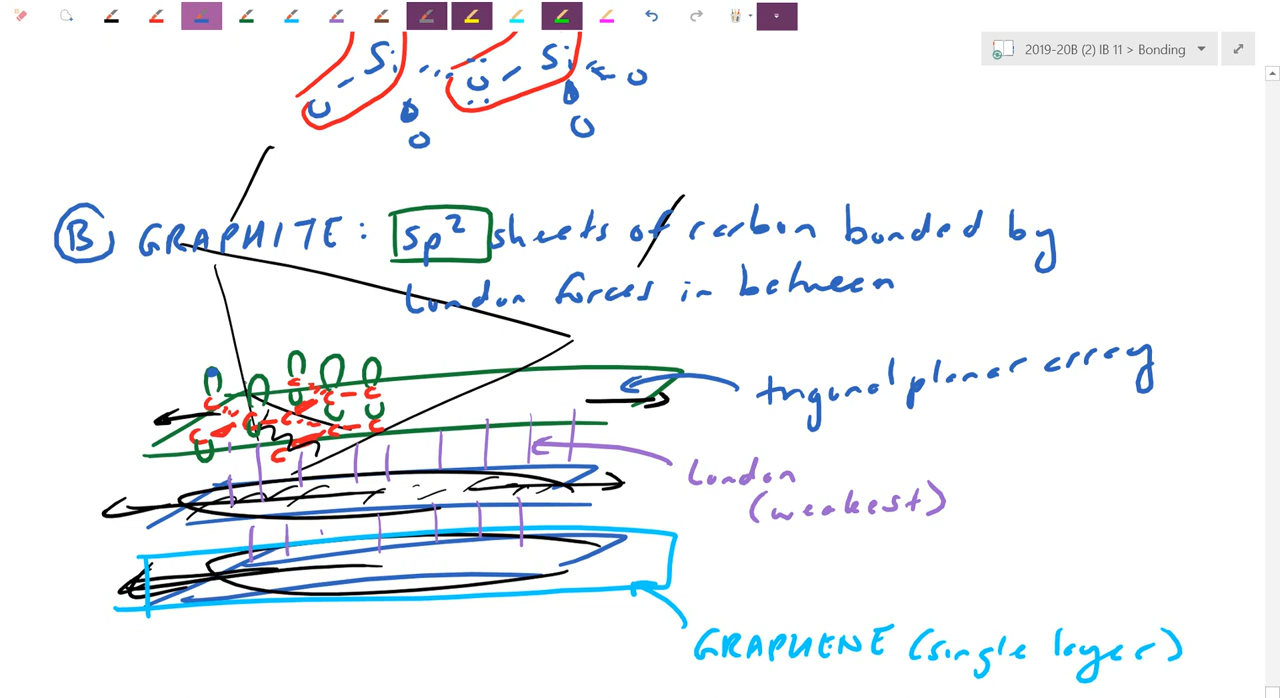 2019-20B (2) IB 11 > Bonding
Si Si
O O O
O O
B GRAPHITE: sp² sheets of carbon bonded by
London forces in between
trigonal planar array
C C C C C C C C C C
London
(weakest)
GRAPHENE (single layer)